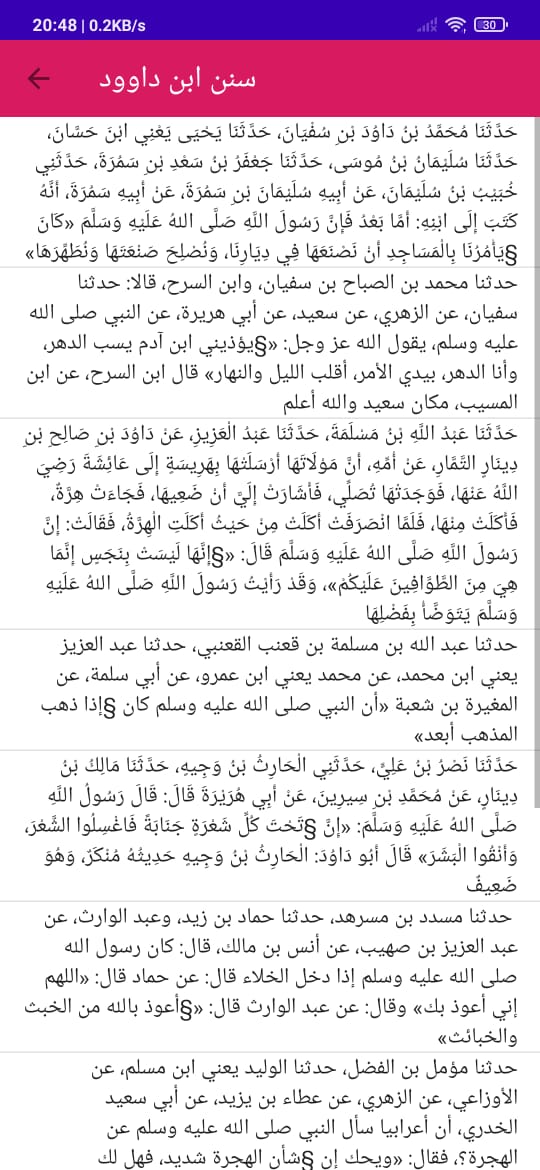 20:48 | 0.2KB/s
30
سنن ابن داوود
حَدَّثَنَا مُحَمَّدُ بْنُ دَاوُدَ بْنِ سُفْيَانَ، حَدَّثَنَا يَحْيَى يَعْنِي ابْنَ حَسَّانَ،
حَدَّثَنَا سُلَيْمَانُ بْنُ مُوسَى، حَدَّثَنَا جَعْفَرُ بْنُ سَعْدِ بْنِ سَمُرَةَ، حَدَّثَنِي
خُبَيْبُ بْنُ سُلَيْمَانَ، عَنْ أَبِيهِ سُلَيْمَانَ بْنِ سَمُرَةَ، عَنْ أَبِيهِ سَمُرَةَ، أَنَّهُ
كَتَبَ إِلَى ابْنِهِ: أَمَّا بَعْدُ فَإِنَّ رَسُولَ اللَّهِ صَلَّى اللهُ عَلَيْهِ وَسَلَّمَ «كَانَ
§يَأْمُرُنَا بِالْمَسَاجِدِ أَنْ نَصْنَعَهَا فِي دِيَارِنَا، وَنُصْلِحَ صَنْعَتَهَا وَنُطَهِّرَهَا»
حدثنا محمد بن الصباح بن سفيان، وابن السرح، قالا: حدثنا
سفيان، عن الزهري، عن سعيد، عن أبي هريرة، عن النبي صلى الله
عليه وسلم، يقول الله عز وجل: «§يؤذيني ابن آدم يسب الدهر،
وأنا الدهر، بيدي الأمر، أقلب الليل والنهار» قال ابن السرح، عن ابن
المسيب، مكان سعيد والله أعلم
حَدَّثَنَا عَبْدُ اللَّهِ بْنُ مَسْلَمَةَ، حَدَّثَنَا عَبْدُ الْعَزِيزِ، عَنْ دَاوُدَ بْنِ صَالِحِ بْنِ
دِينَارٍ التَّمَّارِ، عَنْ أُمِّهِ، أَنَّ مَوْلَاتَهَا أَرْسَلَتْهَا بِهَرِيسَةٍ إِلَى عَائِشَةَ رَضِيَ
اللَّهُ عَنْهَا، فَوَجَدَتْهَا تُصَلِّي، فَأَشَارَتْ إِلَيَّ أَنْ ضَعِيهَا، فَجَاءَتْ هِرَّةٌ،
فَأَكَلَتْ مِنْهَا، فَلَمَّا انْصَرَفَتْ أَكَلَتْ مِنْ حَيْثُ أَكَلَتِ الْهِرَّةُ، فَقَالَتْ: إِنَّ
رَسُولَ اللَّهِ صَلَّى اللهُ عَلَيْهِ وَسَلَّمَ قَالَ: «§إِنَّهَا لَيْسَتْ بِنَجَسٍ إِنَّمَا
هِيَ مِنَ الطَّوَّافِينَ عَلَيْكُمْ»، وَقَدْ رَأَيْتُ رَسُولَ اللَّهِ صَلَّى اللهُ عَلَيْهِ
وَسَلَّمَ يَتَوَضَّأُ بِفَضْلِهَا
حدثنا عبد الله بن مسلمة بن قعنب القعنبي، حدثنا عبد العزيز
يعني ابن محمد، عن محمد يعني ابن عمرو، عن أبي سلمة، عن
المغيرة بن شعبة «أن النبي صلى الله عليه وسلم كان §إذا ذهب
المذهب أبعد»
حَدَّثَنَا نَصْرُ بْنُ عَلِيٍّ، حَدَّثَنِي الْحَارِثُ بْنُ وَجِيهٍ، حَدَّثَنَا مَالِكُ بْنُ
دِينَارٍ، عَنْ مُحَمَّدِ بْنِ سِيرِينَ، عَنْ أَبِي هُرَيْرَةَ قَالَ: قَالَ رَسُولُ اللَّهِ
صَلَّى اللهُ عَلَيْهِ وَسَلَّمَ: «إِنَّ §تَحْتَ كُلِّ شَعْرَةٍ جَنَابَةً فَاغْسِلُوا الشَّعْرَ،
وَأَنْقُوا الْبَشَرَ» قَالَ أَبُو دَاوُدَ: الْحَارِثُ بْنُ وَجِيهٍ حَدِيثُهُ مُنْكَرٌ، وَهُوَ
ضَعِيفٌ
حدثنا مسدد بن مسرهد، حدثنا حماد بن زيد، وعبد الوارث، عن
عبد العزيز بن صهيب، عن أنس بن مالك، قال: كان رسول الله
صلى الله عليه وسلم إذا دخل الخلاء قال: عن حماد قال: «اللهم
إني أعوذ بك» وقال: عن عبد الوارث قال: «§أعوذ بالله من الخبث
والخبائث»
حدثنا مؤمل بن الفضل، حدثنا الوليد يعني ابن مسلم، عن
الأوزاعي، عن الزهري، عن عطاء بن يزيد، عن أبي سعيد
الخدري، أن أعرابيا سأل النبي صلى الله عليه وسلم عن
الهجرة؟، فقال: «ويحك إن §شأن الهجرة شديد، فهل لك